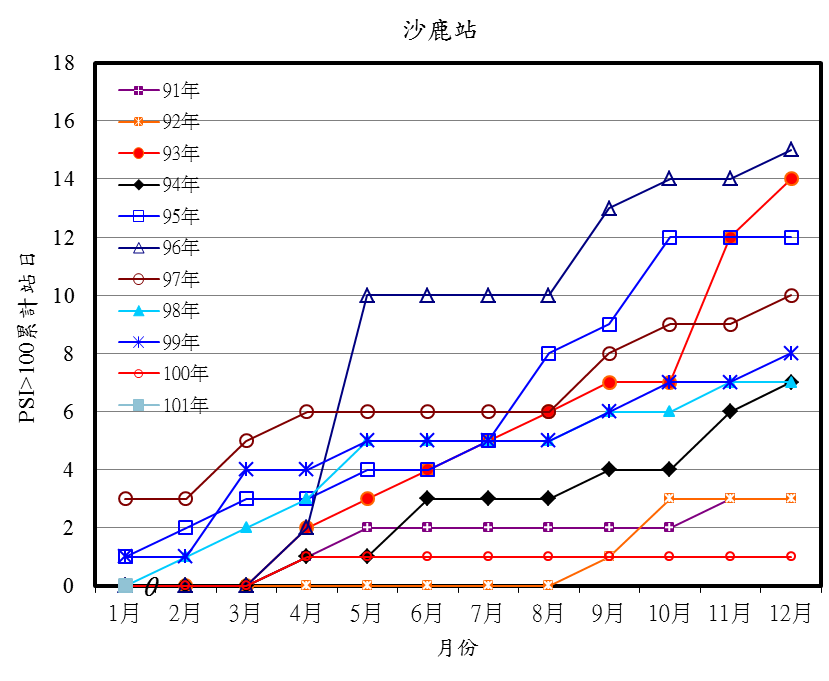 沙鹿站
PSI>100累計站日
18
16
14
12
10
8
6
4
2
0
91年
92年
93年
94年
95年
96年
97年
98年
99年
100年
101年
0
1月 2月 3月 4月 5月 6月 7月 8月 9月 10月 11月 12月
月份